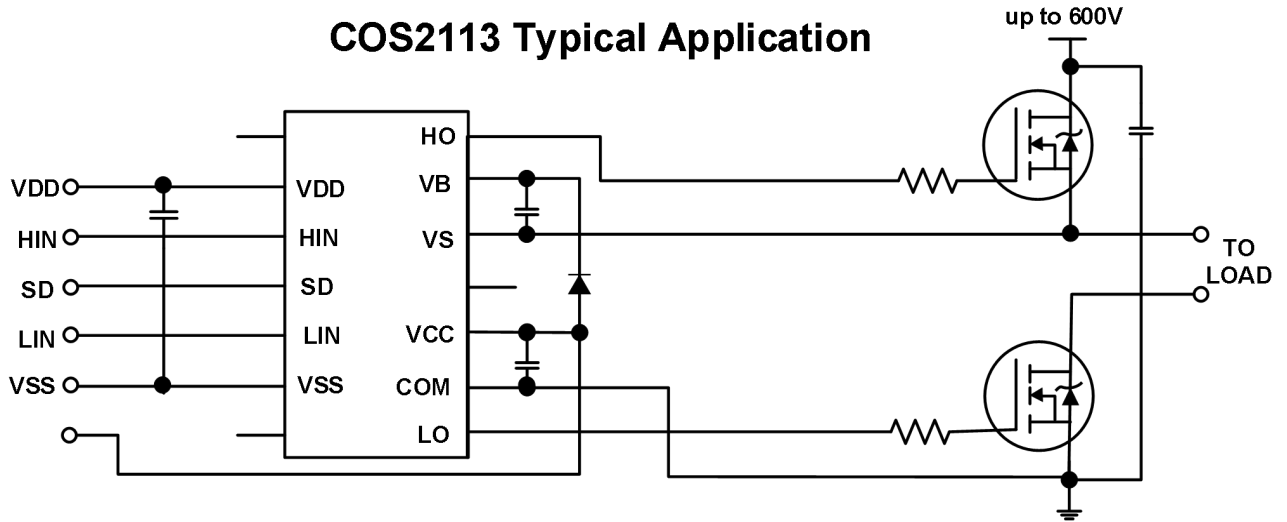 up to 600V
COS2113 Typical Application
HO
VDD
VDD
VB
HIN
HIN
VS
TO
LOAD
SD
SD
LIN
LIN
VCC
VSS
VSS
COM
LO